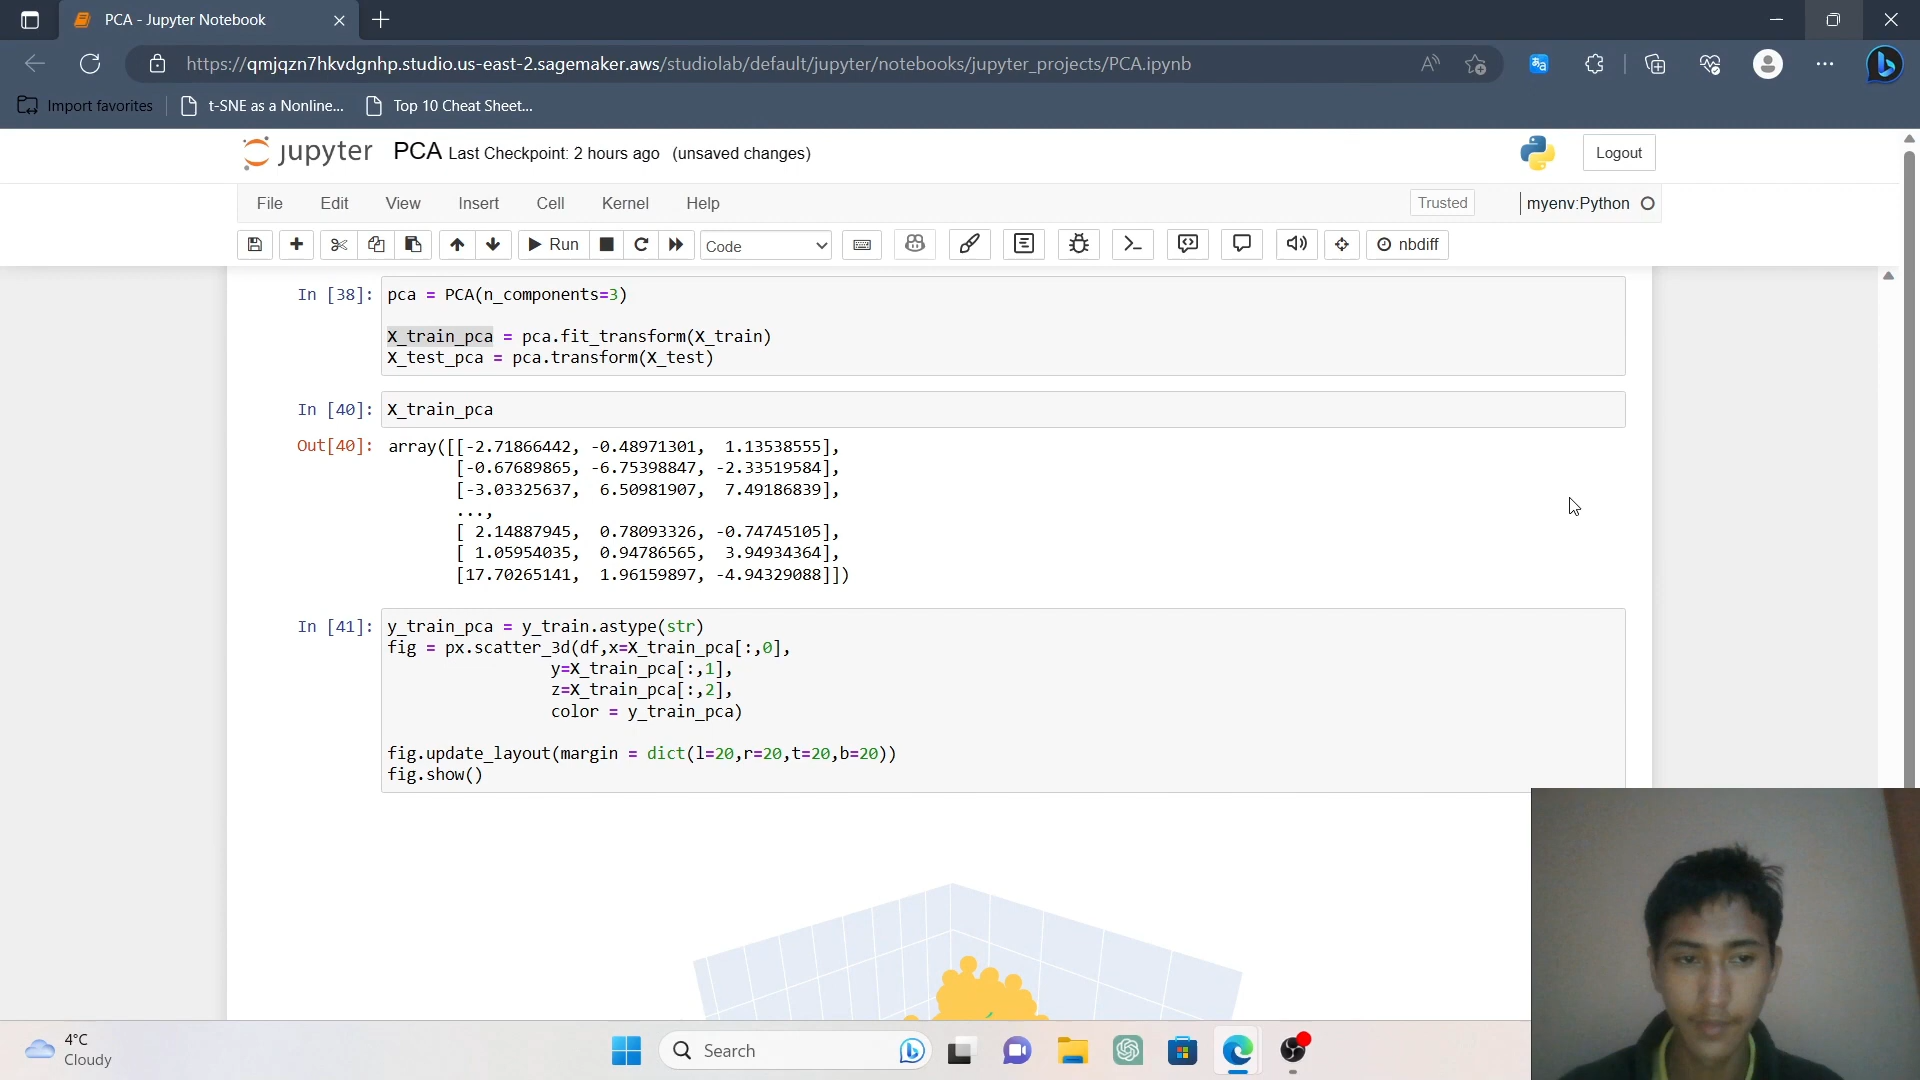 PCA - Jupyter Notebook
https://qmjqzn7hkvdgnhp.studio.us-east-2.sagemaker.aws/studiolab/default/jupyter/notebooks/jupyter_projects/PCA.ipynb
Import favorites
t-SNE as a Nonline...
Top 10 Cheat Sheet...
jupyter PCA Last Checkpoint: 2 hours ago (unsaved changes)
Logout
File Edit View Insert Cell Kernel Help
Trusted
myenv:Python
Run
Code
nbdiff
In [38]: pca = PCA(n_components=3)
X_train_pca = pca.fit_transform(X_train)
X_test_pca = pca.transform(X_test)
In [40]: X_train_pca
Out[40]: array([[-2.71866442, -0.48971301, 1.13538555],
[-0.67689865, -6.75398847, -2.33519584],
[-3.03325637, 6.50981907, 7.49186839],
...,
[ 2.14887945, 0.78093326, -0.74745105],
[ 1.05954035, 0.94786565, 3.94934364],
[17.70265141, 1.96159897, -4.94329088]])
In [41]: y_train_pca = y_train.astype(str)
fig = px.scatter_3d(df,x=X_train_pca[:,0],
y=X_train_pca[:,1],
z=X_train_pca[:,2],
color = y_train_pca)
fig.update_layout(margin = dict(l=20,r=20,t=20,b=20))
fig.show()
4°C
Cloudy
Search